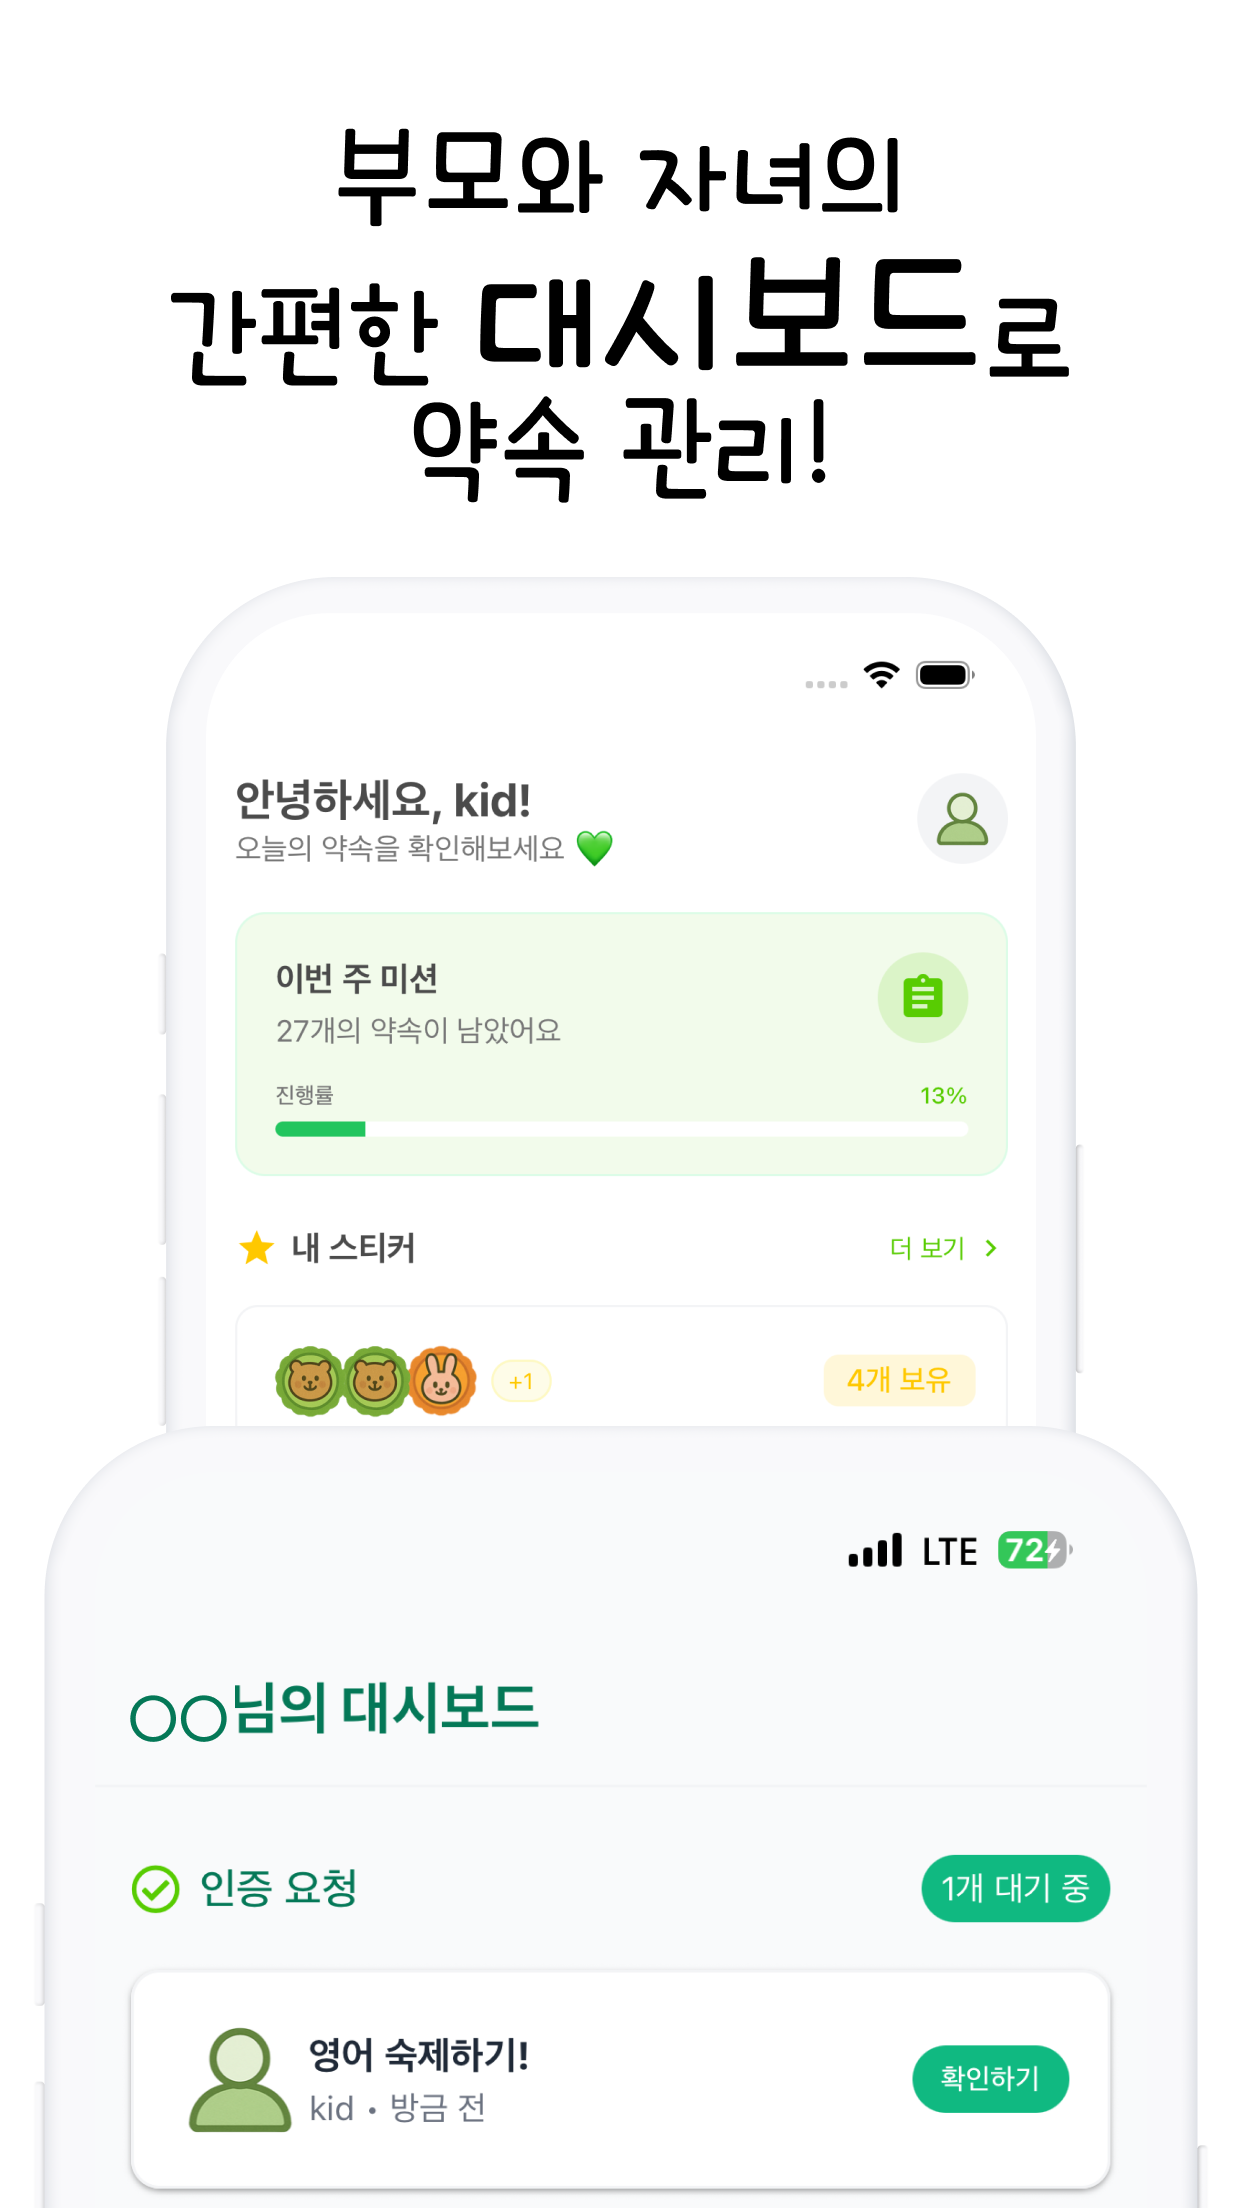 부모와 자녀의
간편한 대시보드로
약속 관리!
안녕하세요, kid!
오늘의 약속을 확인해보세요 💚
이번 주 미션
27개의 약속이 남았어요
진행률 13%
내 스티커 더 보기 >
+1 4개 보유
LTE 72
○○님의 대시보드
인증 요청 1개 대기 중
영어 숙제하기!
kid • 방금 전
확인하기